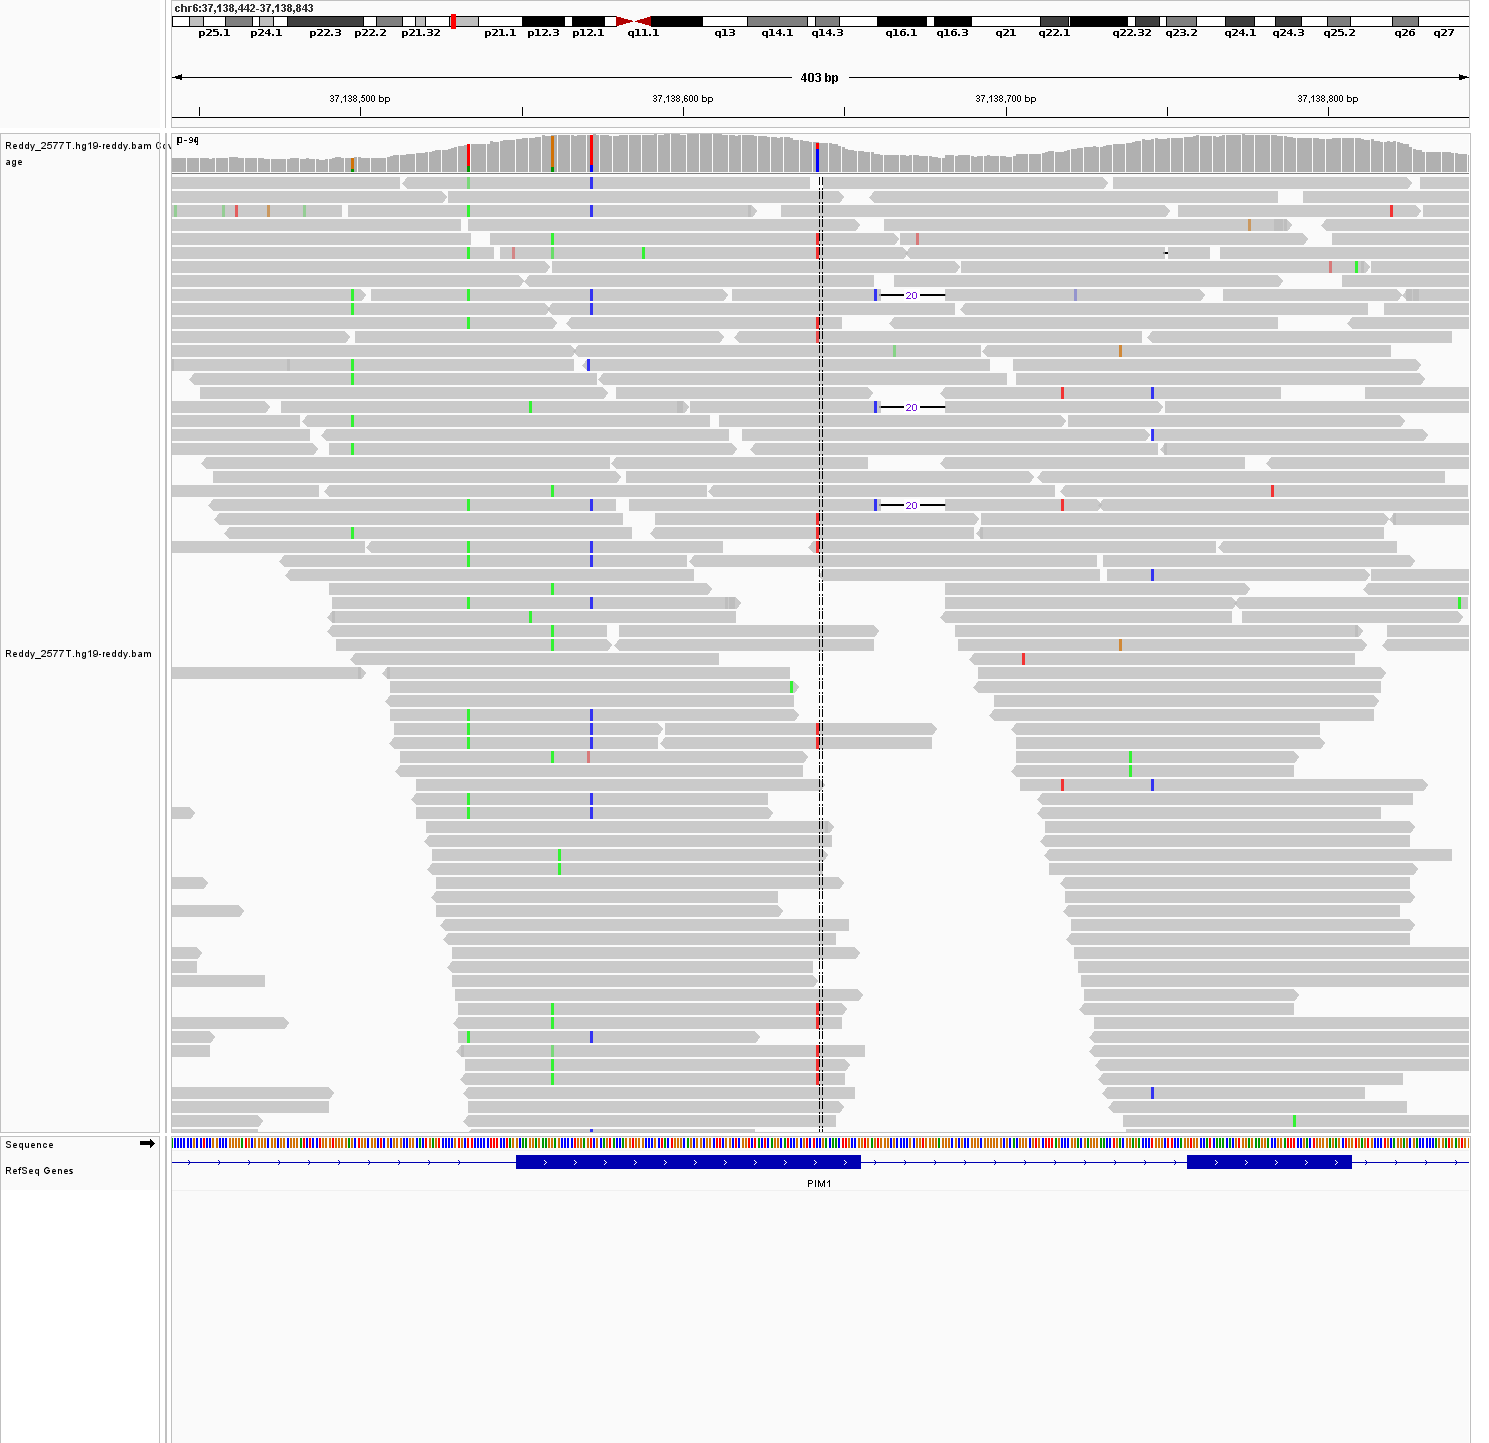 chr6:37,138,442-37,138,843
p25.1 p24.1 p22.3 p22.2 p21.32 p21.1 p12.3 p12.1 q11.1 q13 q14.1 q14.3 q16.1 q16.3 q21 q22.1 q22.32 q23.2 q24.1 q24.3 q25.2 q26 q27
403 bp
37,138,500 bp 37,138,600 bp 37,138,700 bp 37,138,800 bp
[0-94]
Reddy_2577T.hg19-reddy.bam Cov
age
20
20
20
Reddy_2577T.hg19-reddy.bam
Sequence
RefSeq Genes
PIM1